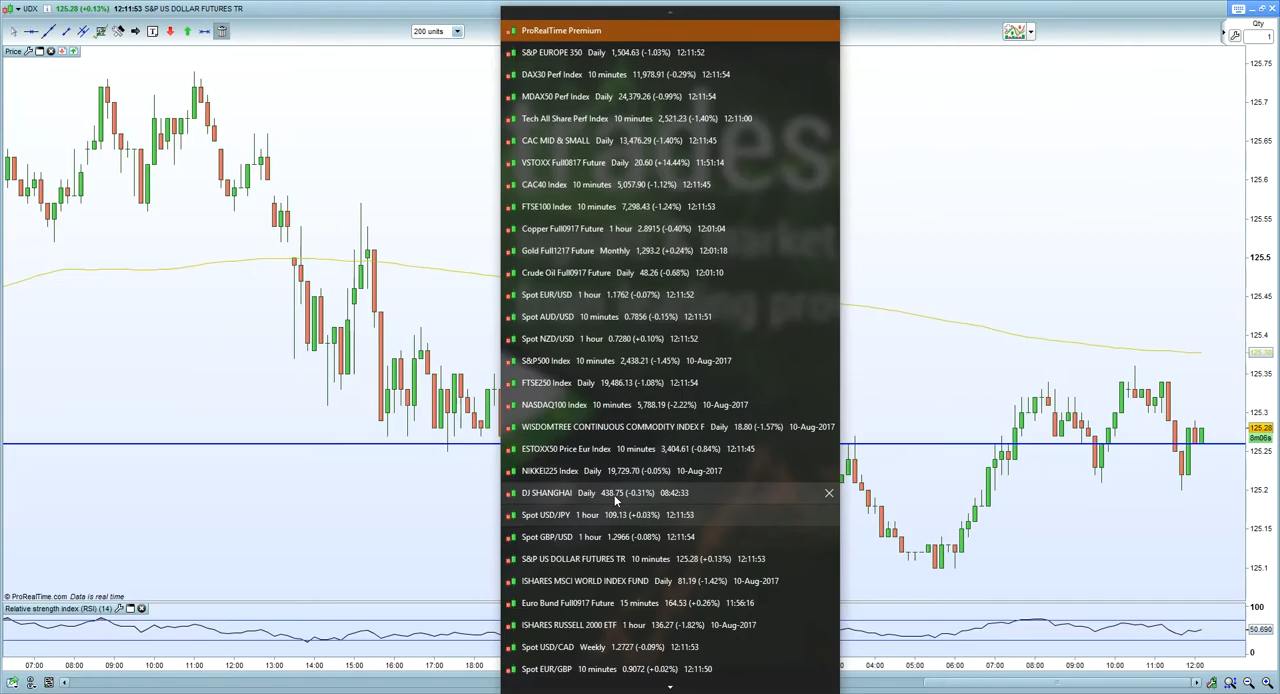 UDX 125.28 (+0.13%) 12:11:53 S&P US DOLLAR FUTURES TR
200 units
Qty
1
Price
ProRealTime Premium
S&P EUROPE 350 Daily 1,504.63 (-1.03%) 12:11:52
DAX30 Perf Index 10 minutes 11,978.91 (-0.29%) 12:11:54
MDAX50 Perf Index Daily 24,379.26 (-0.99%) 12:11:54
Tech All Share Perf Index 10 minutes 2,521.23 (-1.40%) 12:11:00
CAC MID & SMALL Daily 13,476.29 (-1.40%) 12:11:45
VSTOXX Full0817 Future Daily 20.60 (+14.44%) 11:51:14
CAC40 Index 10 minutes 5,057.90 (-1.12%) 12:11:45
FTSE100 Index 10 minutes 7,298.43 (-1.24%) 12:11:53
Copper Full0917 Future 1 hour 2.8915 (-0.40%) 12:01:04
Gold Full1217 Future Monthly 1,293.2 (+0.24%) 12:01:18
Crude Oil Full0917 Future Daily 48.26 (-0.68%) 12:01:10
Spot EUR/USD 1 hour 1.1762 (-0.07%) 12:11:52
Spot AUD/USD 10 minutes 0.7856 (-0.15%) 12:11:51
Spot NZD/USD 1 hour 0.7280 (+0.10%) 12:11:52
S&P500 Index 10 minutes 2,438.21 (-1.45%) 10-Aug-2017
FTSE250 Index Daily 19,486.13 (-1.08%) 12:11:54
NASDAQ100 Index 10 minutes 5,788.19 (-2.22%) 10-Aug-2017
WISDOMTREE CONTINUOUS COMMODITY INDEX F Daily 18.80 (-1.57%) 10-Aug-2017
ESTOXX50 Price Eur Index 10 minutes 3,404.61 (-0.84%) 12:11:45
NIKKEI225 Index Daily 19,729.70 (-0.05%) 10-Aug-2017
DJ SHANGHAI Daily 438.75 (-0.31%) 08:42:33
Spot USD/JPY 1 hour 109.13 (+0.03%) 12:11:53
Spot GBP/USD 1 hour 1.2966 (-0.08%) 12:11:54
S&P US DOLLAR FUTURES TR 10 minutes 125.28 (+0.13%) 12:11:53
ISHARES MSCI WORLD INDEX FUND Daily 81.19 (-1.42%) 10-Aug-2017
Euro Bund Full0917 Future 15 minutes 164.53 (+0.26%) 11:56:16
ISHARES RUSSELL 2000 ETF 1 hour 136.27 (-1.82%) 10-Aug-2017
Spot USD/CAD Weekly 1.2727 (-0.09%) 12:11:53
Spot EUR/GBP 10 minutes 0.9072 (+0.02%) 12:11:50
125.75
125.7
125.65
125.6
125.55
125.5
125.45
125.4
125.38
125.35
125.3
125.28
8m06s
125.25
125.2
125.15
125.1
© ProRealTime.com Data is real time
Relative strength index (RSI) (14)
100
50.690
0
07:00 08:00 09:00 10:00 11:00 12:00 13:00 14:00 15:00 16:00 17:00 18:00 04:00 05:00 06:00 07:00 08:00 09:00 10:00 11:00 12:00